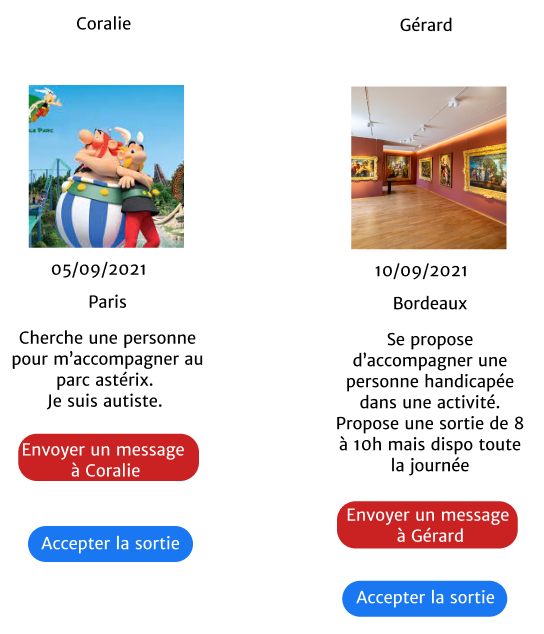 Coralie
LE PARC
05/09/2021
Paris
Cherche une personne
pour m'accompagner au
parc astérix.
Je suis autiste.
Envoyer un message
à Coralie
Accepter la sortie
Gérard
10/09/2021
Bordeaux
Se propose
d'accompagner une
personne handicapée
dans une activité.
Propose une sortie de 8
à 10h mais dispo toute
la journée
Envoyer un message
à Gérard
Accepter la sortie